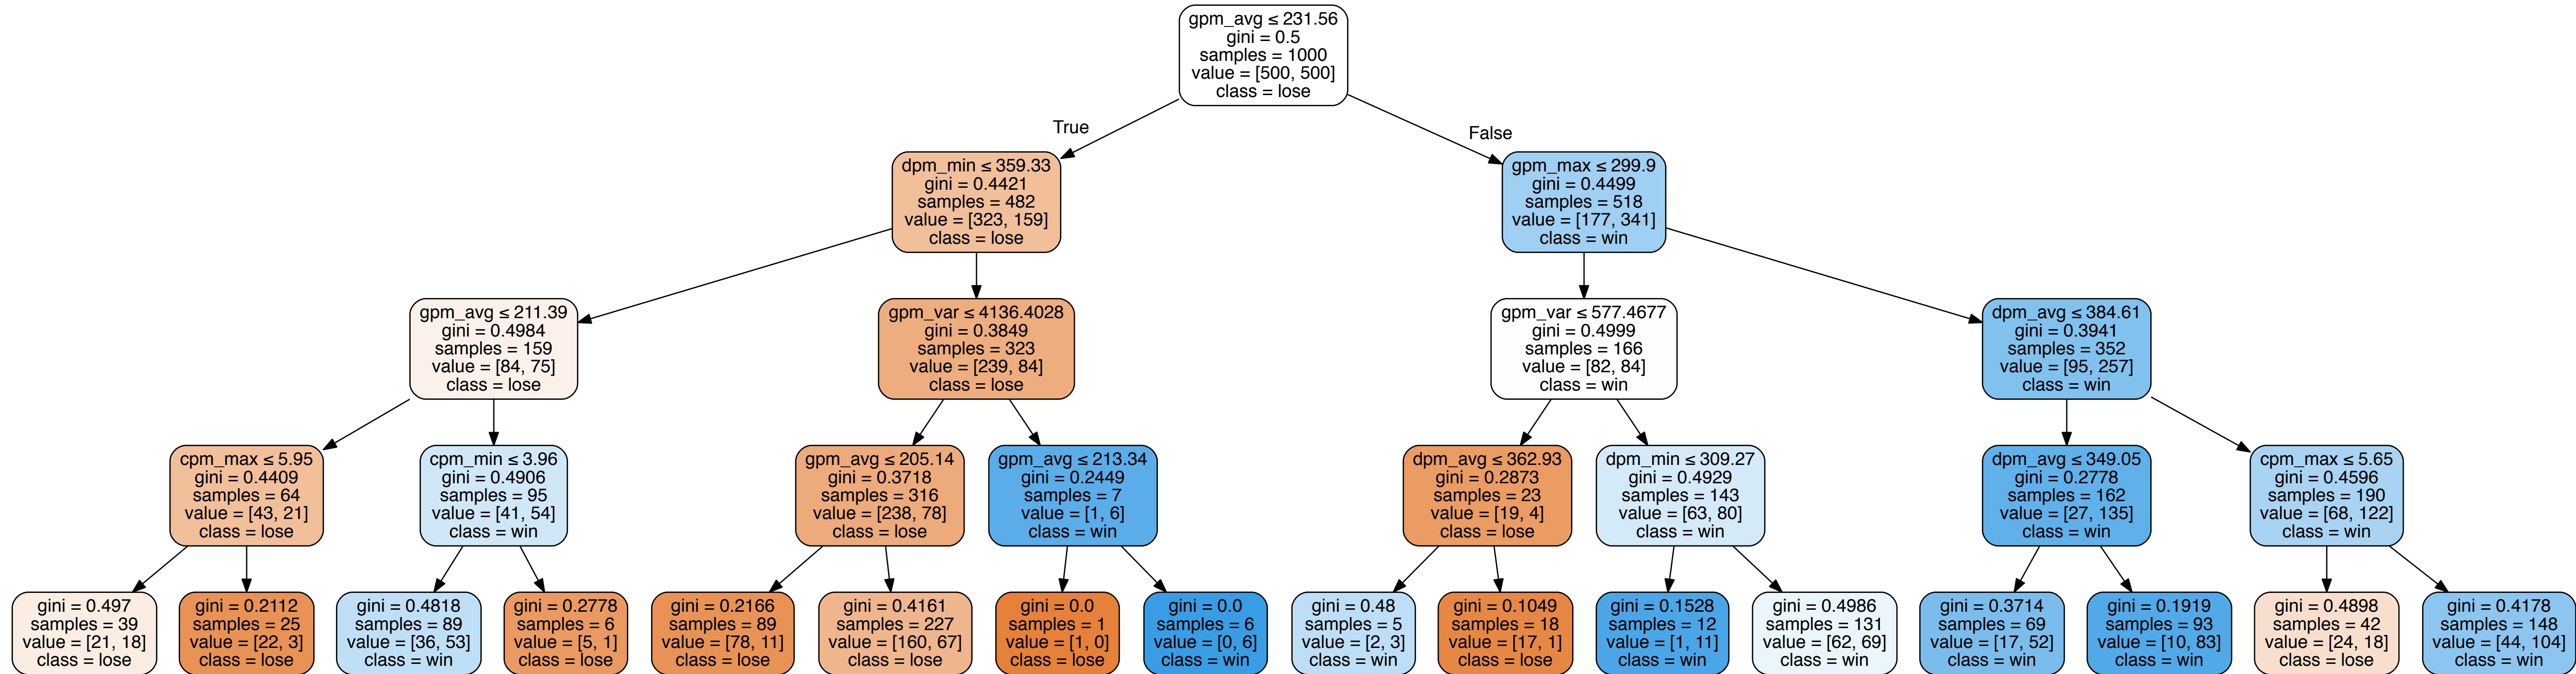 gpm_avg ≤ 231.56
gini = 0.5
samples = 1000
value = [500, 500]
class = lose
True
False
dpm_min ≤ 359.33
gini = 0.4421
samples = 482
value = [323, 159]
class = lose
gpm_max ≤ 299.9
gini = 0.4499
samples = 518
value = [177, 341]
class = win
gpm_avg ≤ 211.39
gini = 0.4984
samples = 159
value = [84, 75]
class = lose
gpm_var ≤ 4136.4028
gini = 0.3849
samples = 323
value = [239, 84]
class = lose
gpm_var ≤ 577.4677
gini = 0.4999
samples = 166
value = [82, 84]
class = win
dpm_avg ≤ 384.61
gini = 0.3941
samples = 352
value = [95, 257]
class = win
cpm_max ≤ 5.95
gini = 0.4409
samples = 64
value = [43, 21]
class = lose
cpm_min ≤ 3.96
gini = 0.4906
samples = 95
value = [41, 54]
class = win
gpm_avg ≤ 205.14
gini = 0.3718
samples = 316
value = [238, 78]
class = lose
gpm_avg ≤ 213.34
gini = 0.2449
samples = 7
value = [1, 6]
class = win
dpm_avg ≤ 362.93
gini = 0.2873
samples = 23
value = [19, 4]
class = lose
dpm_min ≤ 309.27
gini = 0.4929
samples = 143
value = [63, 80]
class = win
dpm_avg ≤ 349.05
gini = 0.2778
samples = 162
value = [27, 135]
class = win
cpm_max ≤ 5.65
gini = 0.4596
samples = 190
value = [68, 122]
class = win
gini = 0.497
samples = 39
value = [21, 18]
class = lose
gini = 0.2112
samples = 25
value = [22, 3]
class = lose
gini = 0.4818
samples = 89
value = [36, 53]
class = win
gini = 0.2778
samples = 6
value = [5, 1]
class = lose
gini = 0.2166
samples = 89
value = [78, 11]
class = lose
gini = 0.4161
samples = 227
value = [160, 67]
class = lose
gini = 0.0
samples = 1
value = [1, 0]
class = lose
gini = 0.0
samples = 6
value = [0, 6]
class = win
gini = 0.48
samples = 5
value = [2, 3]
class = win
gini = 0.1049
samples = 18
value = [17, 1]
class = lose
gini = 0.1528
samples = 12
value = [1, 11]
class = win
gini = 0.4986
samples = 131
value = [62, 69]
class = win
gini = 0.3714
samples = 69
value = [17, 52]
class = win
gini = 0.1919
samples = 93
value = [10, 83]
class = win
gini = 0.4898
samples = 42
value = [24, 18]
class = lose
gini = 0.4178
samples = 148
value = [44, 104]
class = win